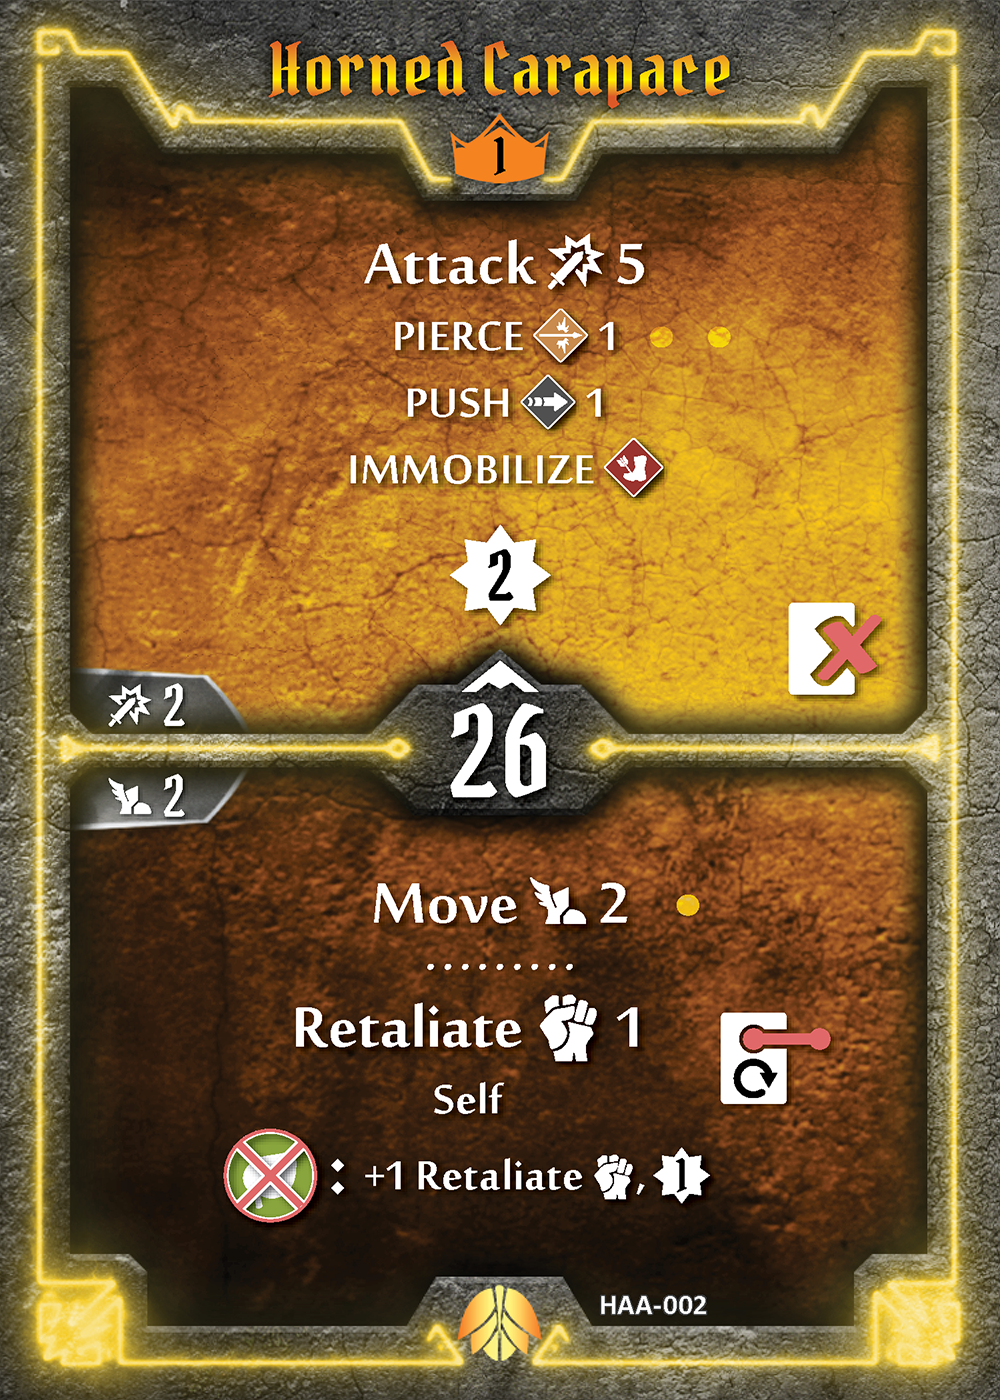 Horned Carapace
1
Attack 5
PIERCE 1
PUSH 1
IMMOBILIZE
2
2
26
2
Move 2
Retaliate 1
Self
: +1 Retaliate , 1
HAA-002